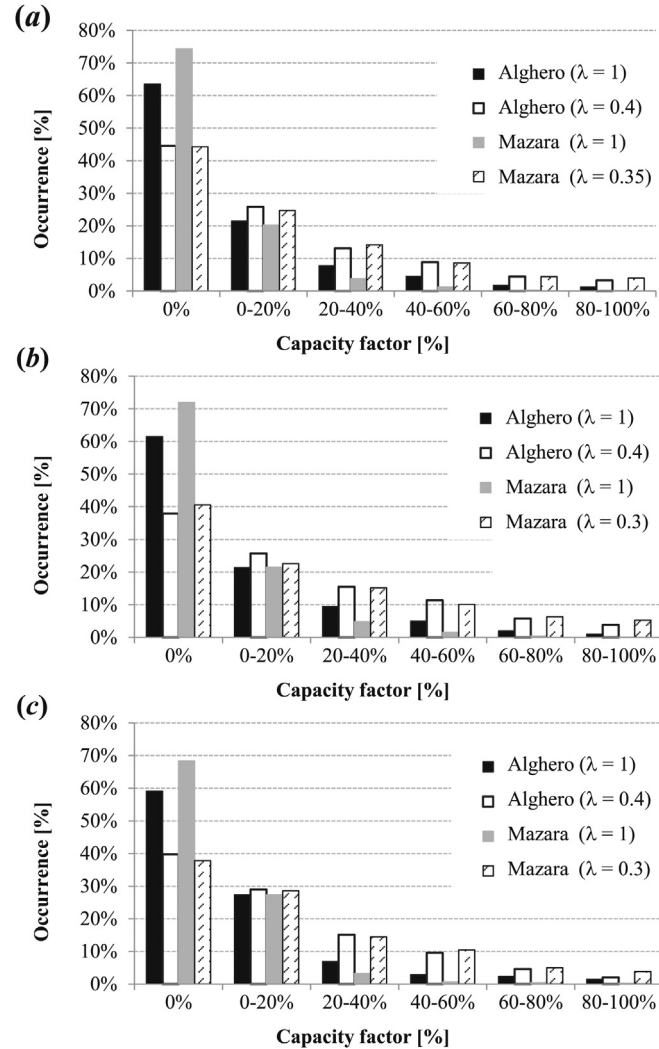 (a)
80%
70%
60%
50%
40%
30%
20%
10%
0%
Occurrence [%]
Alghero (λ = 1)
Alghero (λ = 0.4)
Mazara (λ = 1)
Mazara (λ = 0.35)
0% 0-20% 20-40% 40-60% 60-80% 80-100%
Capacity factor [%]
(b)
80%
70%
60%
50%
40%
30%
20%
10%
0%
Occurrence [%]
Alghero (λ = 1)
Alghero (λ = 0.4)
Mazara (λ = 1)
Mazara (λ = 0.3)
0% 0-20% 20-40% 40-60% 60-80% 80-100%
Capacity factor [%]
(c)
80%
70%
60%
50%
40%
30%
20%
10%
0%
Occurrence [%]
Alghero (λ = 1)
Alghero (λ = 0.4)
Mazara (λ = 1)
Mazara (λ = 0.3)
0% 0-20% 20-40% 40-60% 60-80% 80-100%
Capacity factor [%]